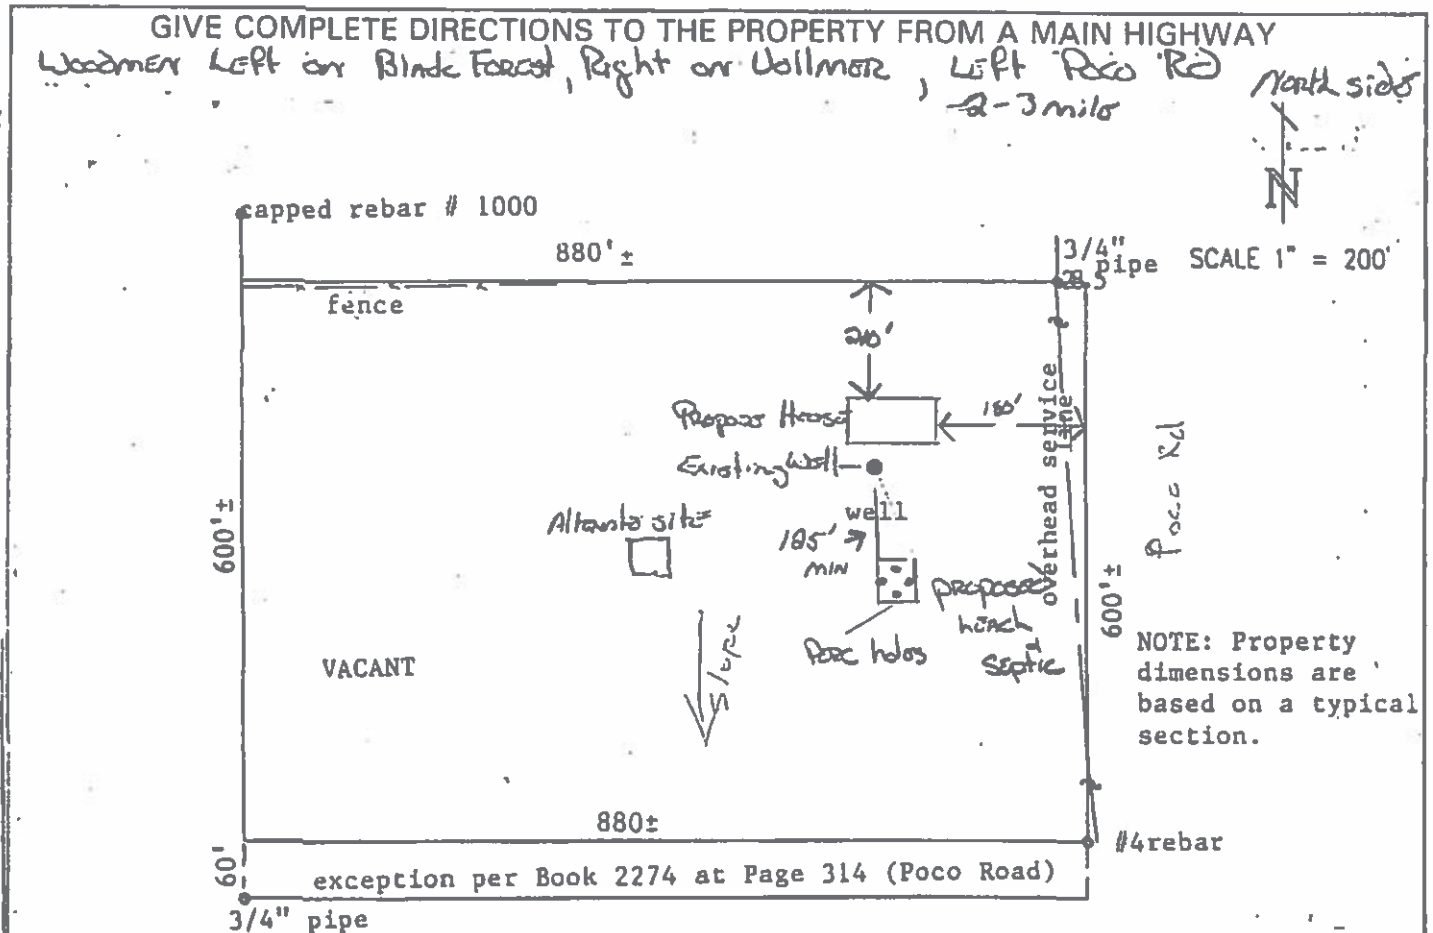 GIVE COMPLETE DIRECTIONS TO THE PROPERTY FROM A MAIN HIGHWAY
Woodmen Left on Black Forest, Right on Vollmer, Left Poco Rd
2-3 mile
North side
N
capped rebar # 1000
880'±
3/4"
pipe
SCALE 1" = 200'
fence
Propose House
180'
overhead service
Existing Well
well
Poco Rd
600'±
Alternate site
185'
MIN
proposed
leach
septic
Perc holes
600'±
Slope
VACANT
NOTE: Property
dimensions are
based on a typical
section.
880±
#4rebar
60'
exception per Book 2274 at Page 314 (Poco Road)
3/4" pipe